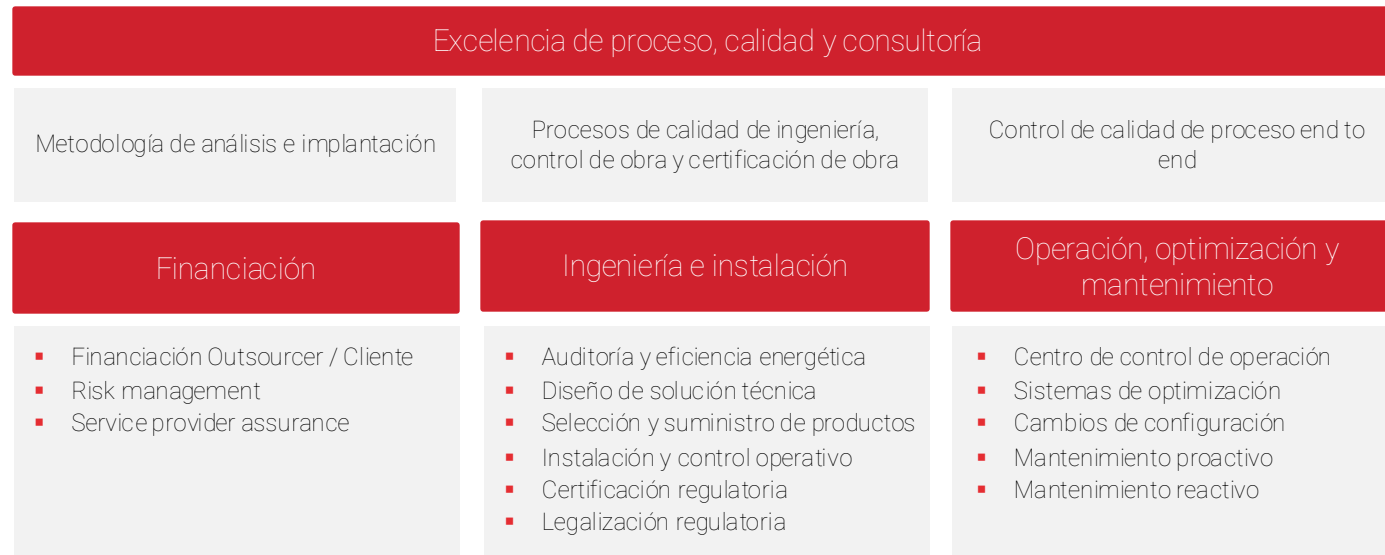 Excelencia de proceso, calidad y consultoría
Metodología de análisis e implantación
Procesos de calidad de ingeniería,
control de obra y certificación de obra
Control de calidad de proceso end to
end
Financiación
Ingeniería e instalación
Operación, optimización y
mantenimiento
▪ Financiación Outsourcer / Cliente
▪ Risk management
▪ Service provider assurance
▪ Auditoría y eficiencia energética
▪ Diseño de solución técnica
▪ Selección y suministro de productos
▪ Instalación y control operativo
▪ Certificación regulatoria
▪ Legalización regulatoria
▪ Centro de control de operación
▪ Sistemas de optimización
▪ Cambios de configuración
▪ Mantenimiento proactivo
▪ Mantenimiento reactivo